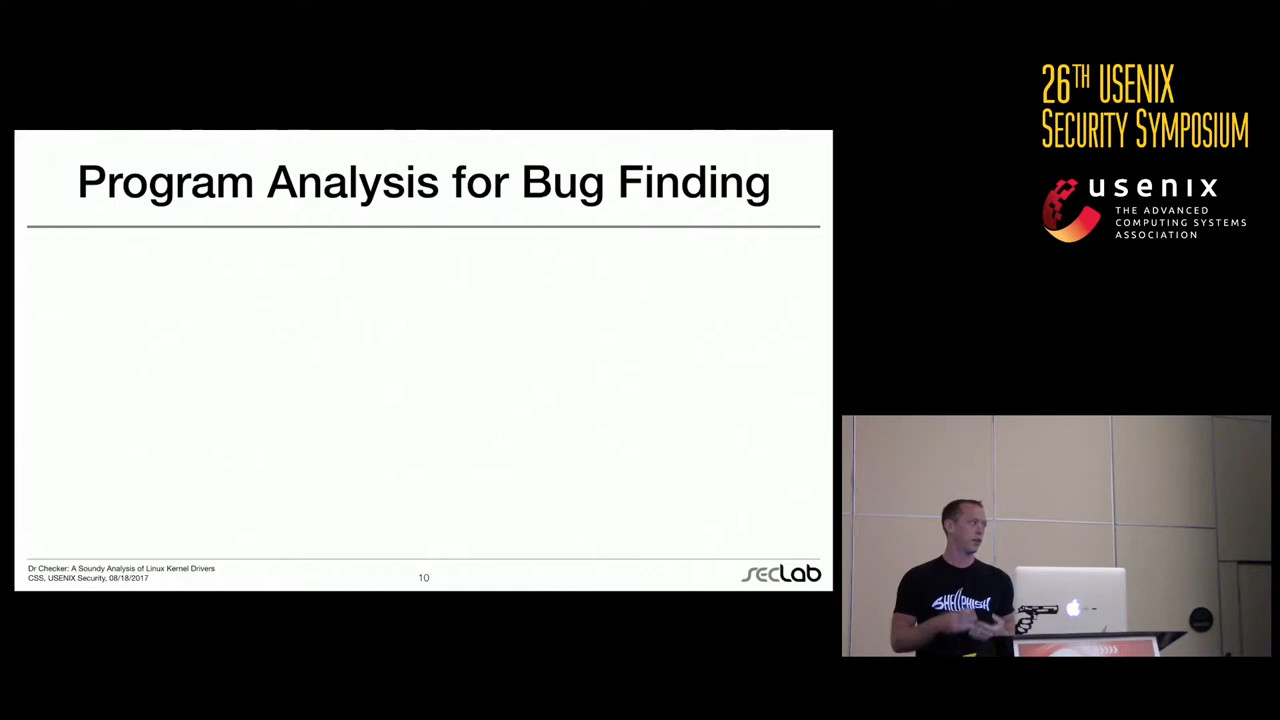 26TH USENIX
SECURITY SYMPOSIUM
usenix
THE ADVANCED
COMPUTING SYSTEMS
ASSOCIATION
Program Analysis for Bug Finding
Dr Checker: A Soundy Analysis of Linux Kernel Drivers
CSS, USENIX Security, 08/18/2017
10
secLab
SHELLPHISH